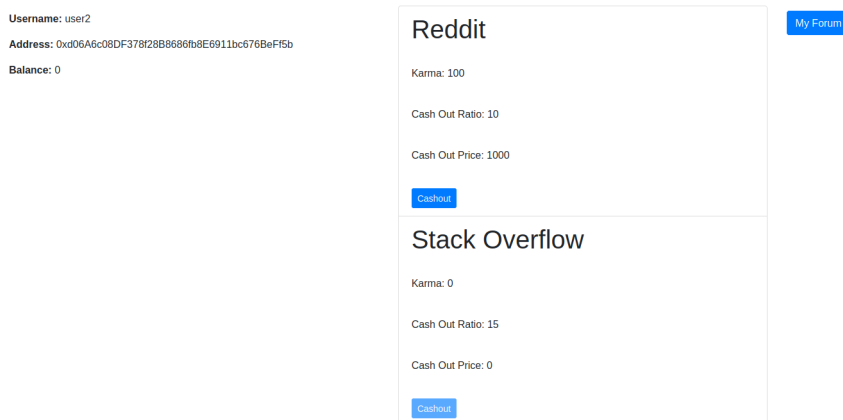 Username: user2
Address: 0xd06A6c08DF378f28B8686fb8E6911bc676BeFf5b
Balance: 0
Reddit
Karma: 100
Cash Out Ratio: 10
Cash Out Price: 1000
Cashout
Stack Overflow
Karma: 0
Cash Out Ratio: 15
Cash Out Price: 0
Cashout
My Forum